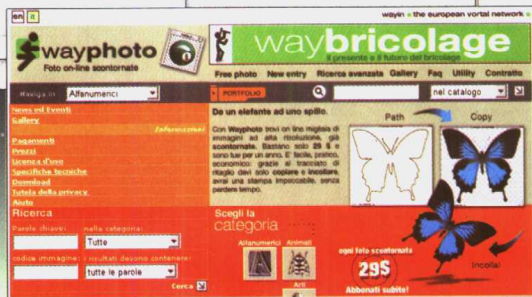 en it
wayin • the european vortal network •
wayphoto
Foto on-line scontornate
waybricolage
il presente e il futuro del bricolage
Free photo New entry Ricerca avanzata Gallery Faq Utility Contratto
Naviga in Alfanumerici
PORTFOLIO
nel catalogo
News ed Eventi
Gallery
Informazioni
Pagamenti
Prezzi
Licenza d'uso
Specifiche tecniche
Download
Tutela della privacy
Aiuto
Da un elefante ad uno spillo.
Con Wayphoto trovi on line migliaia di
immagini ad alta risoluzione, già
scontornate. Bastano solo 29 $ e
sono tue per un anno. E' facile, pratico,
economico: grazie al tracciato di
ritaglio devi solo copiare e incollare,
avrai una stampa impeccabile, senza
perdere tempo.
Path
Copy
Incolla!
Ricerca
Parole chiave:
nella categoria:
Tutte
codice immagine:
i risultati devono contenere:
tutte le parole
Cerca
Scegli la
categoria
Alfanumerici
Animali
Arti
ogni foto scontornata
29$
Abbonati subito!